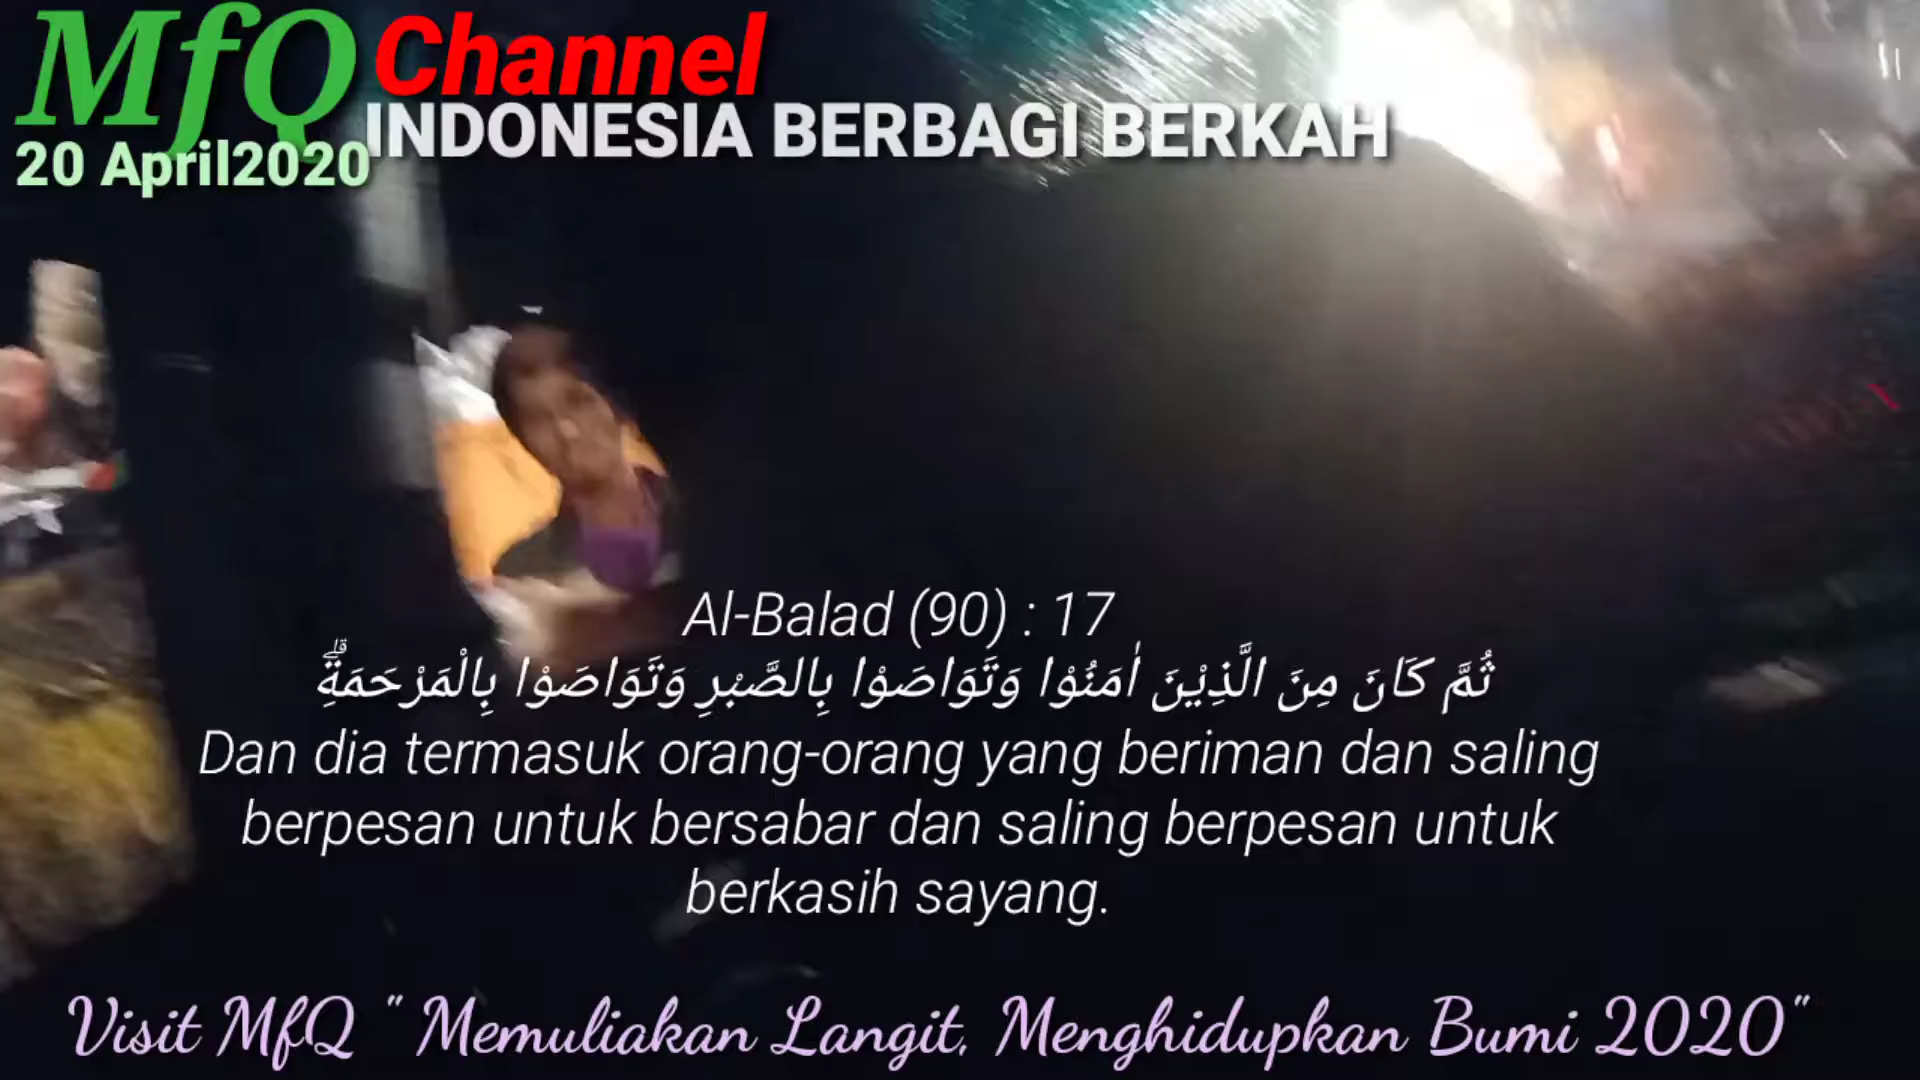 MfQ Channel
INDONESIA BERBAGI BERKAH
20 April2020
Al-Balad (90) : 17
ثُمَّ كَانَ مِنَ الَّذِيْنَ اٰمَنُوْا وَتَوَاصَوْا بِالصَّبْرِ وَتَوَاصَوْا بِالْمَرْحَمَةِۗ
Dan dia termasuk orang-orang yang beriman dan saling
berpesan untuk bersabar dan saling berpesan untuk
berkasih sayang.
Visit MfQ " Memuliakan Langit, Menghidupkan Bumi 2020"